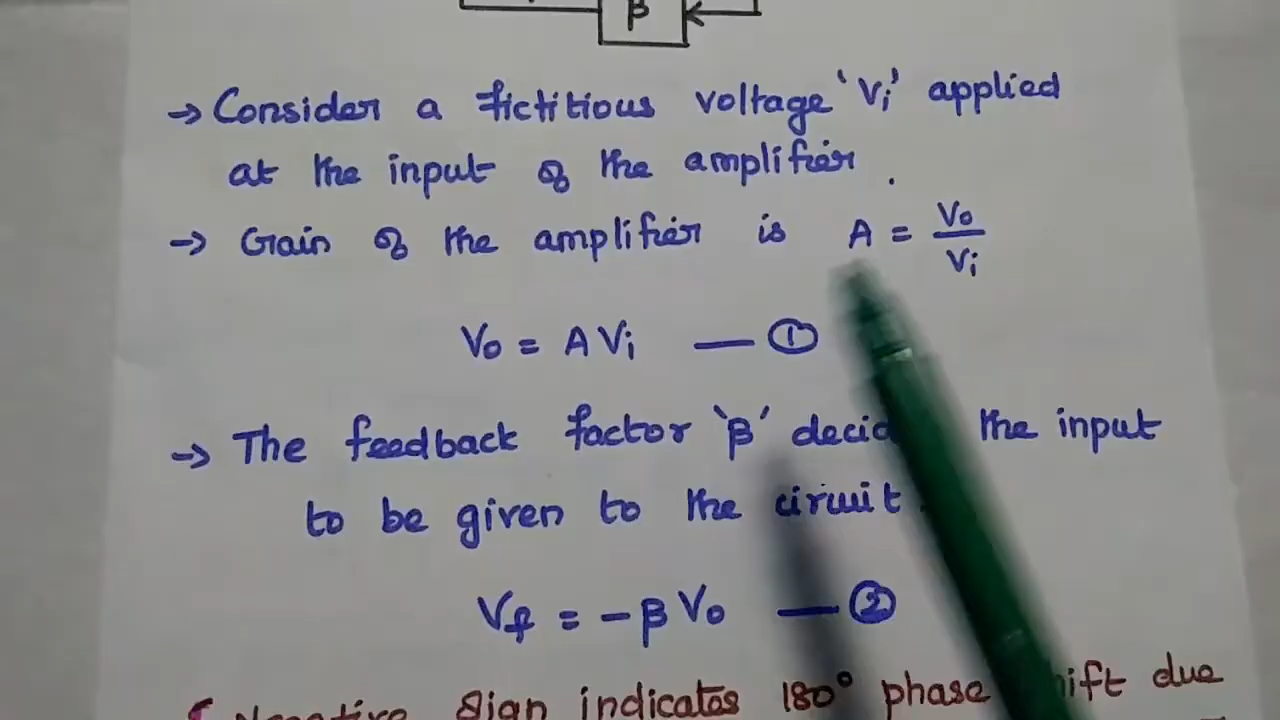 β
→ Consider a fictitious voltage 'Vi' applied
at the input of the amplifier.
→ Gain of the amplifier is A = Vo/Vi
Vo = A Vi — ①
→ The feedback factor 'β' the input
to be given to the circuit
Vf = -β Vo — ②
Negative sign indicates 180° phase due